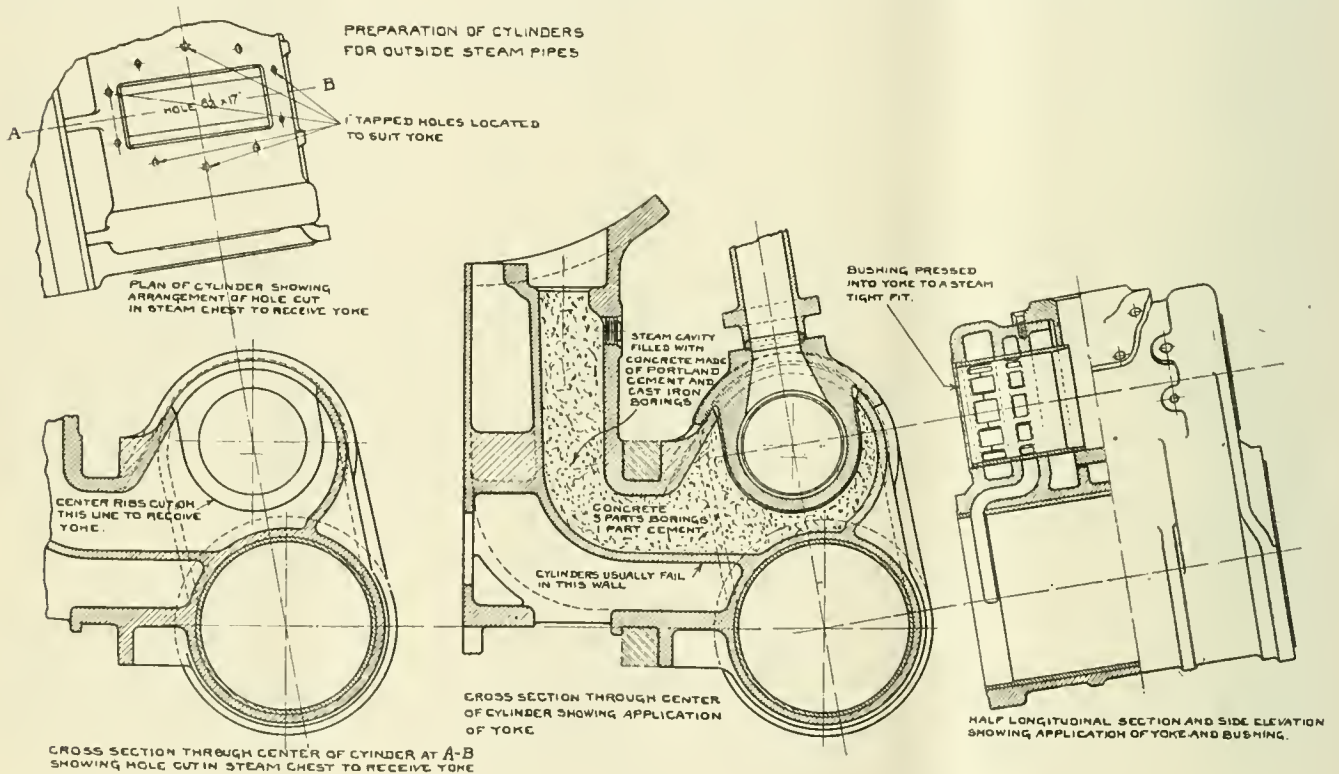 PREPARATION OF CYLINDERS
FOR OUTSIDE STEAM PIPES
A
B
HOLE x 17"
1" TAPPED HOLES LOCATED
TO SUIT YOKE
PLAN OF CYLINDER SHOWING
ARRANGEMENT OF HOLE CUT
IN STEAM CHEST TO RECEIVE YOKE
CENTER RIBS CUT ON
THIS LINE TO RECEIVE
YOKE.
CROSS SECTION THROUGH CENTER OF CYINDER AT A-B
SHOWING HOLE CUT IN STEAM CHEST TO RECEIVE YOKE
STEAM CAVITY
FILLED WITH
CONCRETE MADE
OF PORTLAND
CEMENT AND
CAST IRON
BORINGS
CONCRETE
PARTS BORINGS
1 PART CEMENT
CYLINDERS USUALLY FAIL
IN THIS WALL
CROSS SECTION THROUGH CENTER
OF CYLINDER SHOWING APPLICATION
OF YOKE
BUSHING PRESSED
INTO YOKE TO A STEAM
TIGHT FIT.
HALF LONGITUDINAL SECTION AND SIDE ELEVATION
SHOWING APPLICATION OF YOKE AND BUSHING.